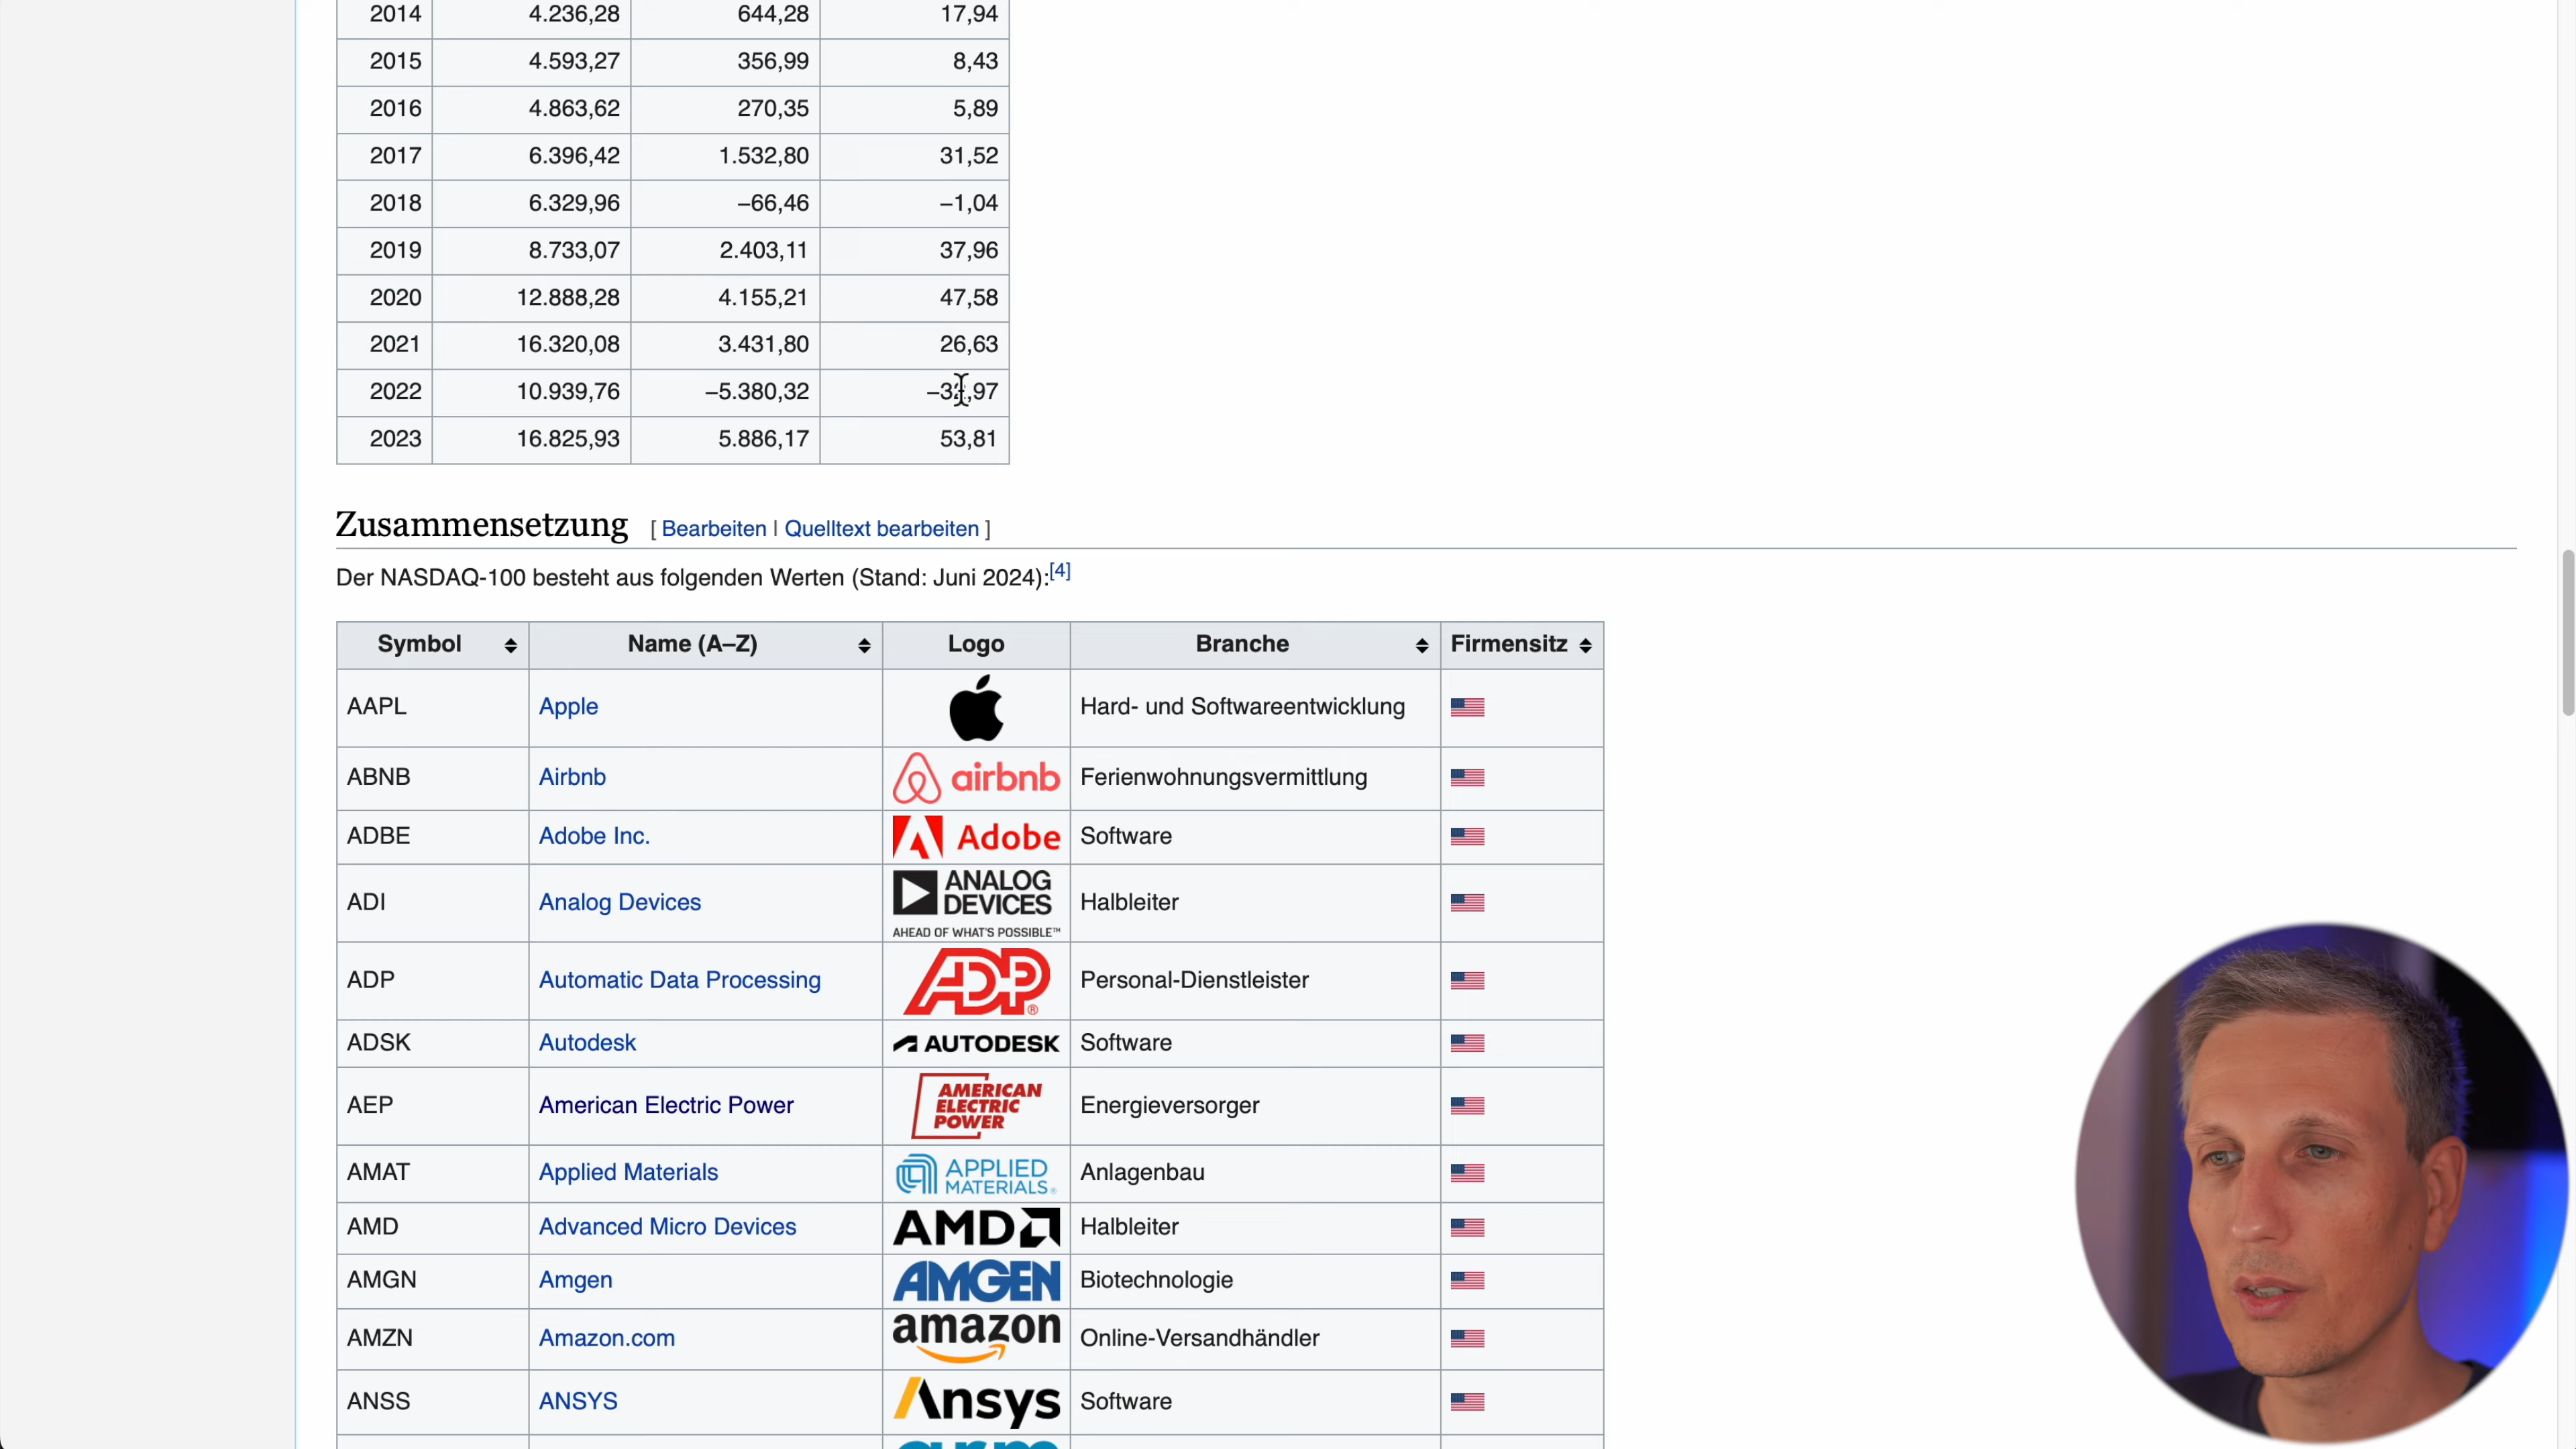 2014 4.236,28 644,28 17,94
2015 4.593,27 356,99 8,43
2016 4.863,62 270,35 5,89
2017 6.396,42 1.532,80 31,52
2018 6.329,96 –66,46 –1,04
2019 8.733,07 2.403,11 37,96
2020 12.888,28 4.155,21 47,58
2021 16.320,08 3.431,80 26,63
2022 10.939,76 –5.380,32
2023 16.825,93 5.886,17 53,81
Zusammensetzung [ Bearbeiten | Quelltext bearbeiten ]
Der NASDAQ-100 besteht aus folgenden Werten (Stand: Juni 2024):[4]
Symbol Name (A–Z) Logo Branche Firmensitz
AAPL Apple Hard- und Softwareentwicklung
ABNB Airbnb airbnb Ferienwohnungsvermittlung
ADBE Adobe Inc. Adobe Software
ADI Analog Devices ANALOG DEVICES AHEAD OF WHAT'S POSSIBLE™ Halbleiter
ADP Automatic Data Processing ADP® Personal-Dienstleister
ADSK Autodesk AUTODESK Software
AEP American Electric Power AMERICAN ELECTRIC POWER Energieversorger
AMAT Applied Materials APPLIED MATERIALS® Anlagenbau
AMD Advanced Micro Devices AMD Halbleiter
AMGN Amgen AMGEN Biotechnologie
AMZN Amazon.com amazon Online-Versandhändler
ANSS ANSYS Ansys Software